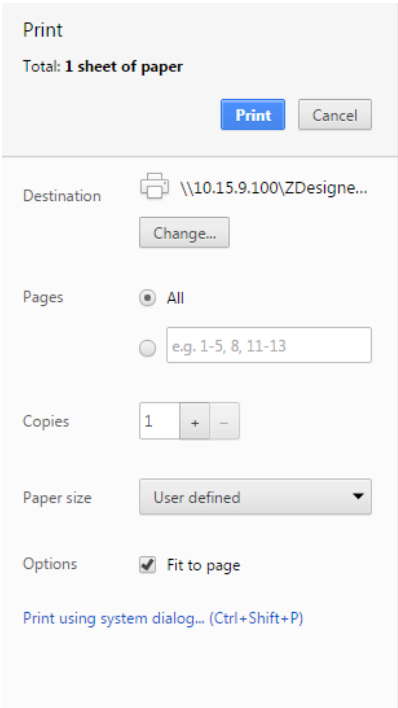 Print
Total: 1 sheet of paper
Print Cancel
Destination \\10.15.9.100\ZDesigne...
Change...
Pages All
e.g. 1-5, 8, 11-13
Copies 1 + −
Paper size User defined
Options Fit to page
Print using system dialog... (Ctrl+Shift+P)